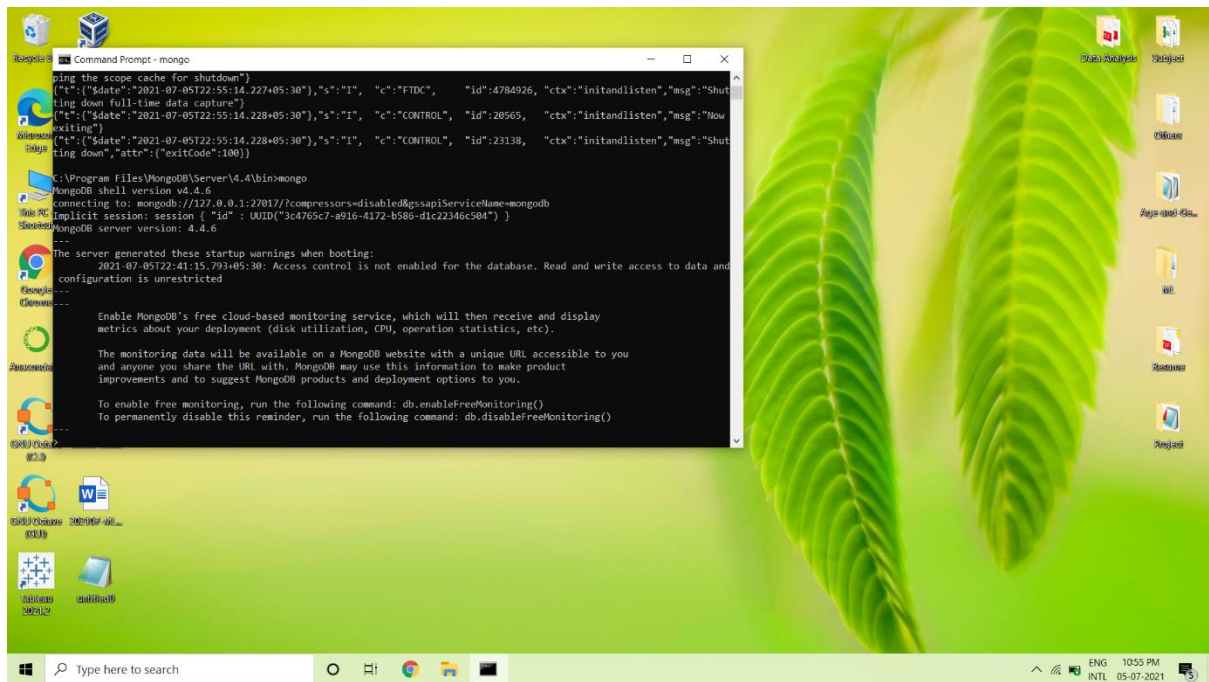 Recycle B
Command Prompt - mongo
ping the scope cache for shutdown"}
{"t":{"$date":"2021-07-05T22:55:14.227+05:30"},"s":"I", "c":"FTDC", "id":4784926, "ctx":"initandlisten","msg":"Shut
ting down full-time data capture"}
{"t":{"$date":"2021-07-05T22:55:14.228+05:30"},"s":"I", "c":"CONTROL", "id":20565, "ctx":"initandlisten","msg":"Now
exiting"}
{"t":{"$date":"2021-07-05T22:55:14.228+05:30"},"s":"I", "c":"CONTROL", "id":23138, "ctx":"initandlisten","msg":"Shut
ting down","attr":{"exitCode":100}}
C:\Program Files\MongoDB\Server\4.4\bin>mongo
MongoDB shell version v4.4.6
connecting to: mongodb://127.0.0.1:27017/?compressors=disabled&gssapiServiceName=mongodb
Implicit session: session { "id" : UUID("3c4765c7-a916-4172-b586-d1c22346c504") }
MongoDB server version: 4.4.6
---
The server generated these startup warnings when booting:
2021-07-05T22:41:15.793+05:30: Access control is not enabled for the database. Read and write access to data and
configuration is unrestricted
---
---
Enable MongoDB's free cloud-based monitoring service, which will then receive and display
metrics about your deployment (disk utilization, CPU, operation statistics, etc).
The monitoring data will be available on a MongoDB website with a unique URL accessible to you
and anyone you share the URL with. MongoDB may use this information to make product
improvements and to suggest MongoDB products and deployment options to you.
To enable free monitoring, run the following command: db.enableFreeMonitoring()
To permanently disable this reminder, run the following command: db.disableFreeMonitoring()
---
>
Microsof
Edge
This PC
Google
Chrome
Anaconda
GNU Octa
(CLI)
GNU Octave
(GUI)
202107-ML...
Tableau
2021.2
untitled0
Data Analysis
Subject
Others
Age-and-Ge...
ML
Resume
Project
Type here to search
ENG
INTL
10:55 PM
05-07-2021
5